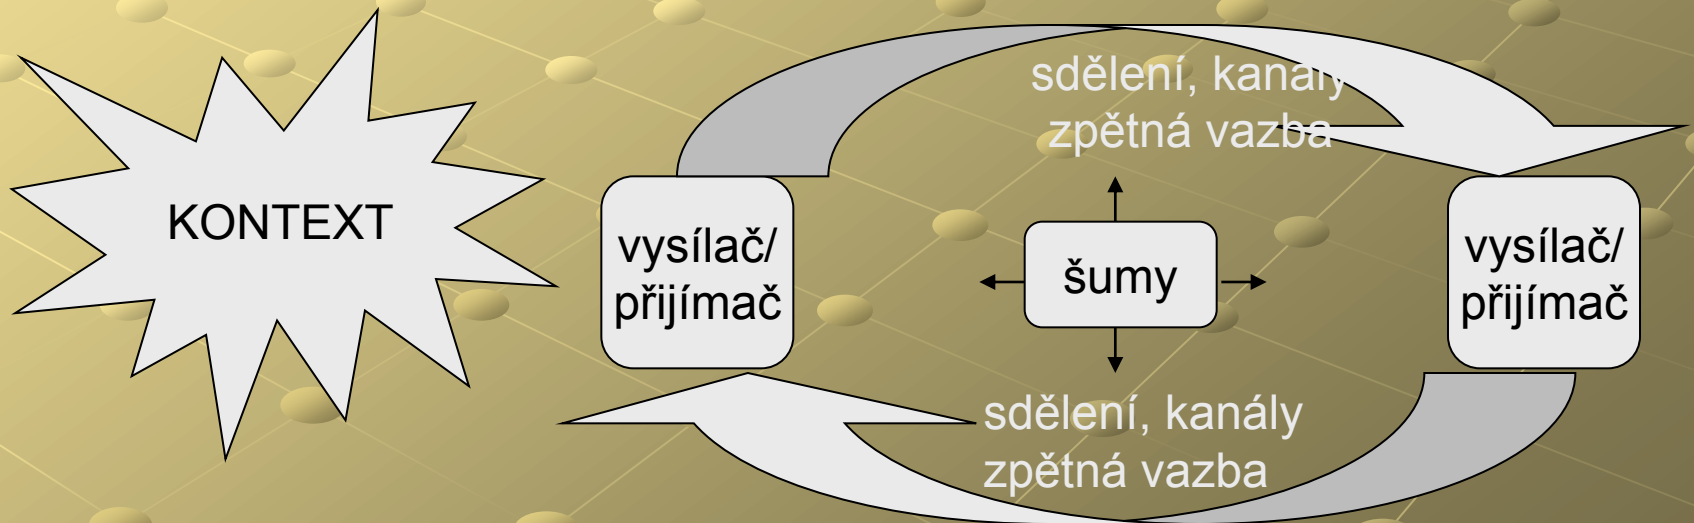 KONTEXT
sdělení, kanály
zpětná vazba
vysílač/
přijímač
šumy
vysílač/
přijímač
sdělení, kanály
zpětná vazba